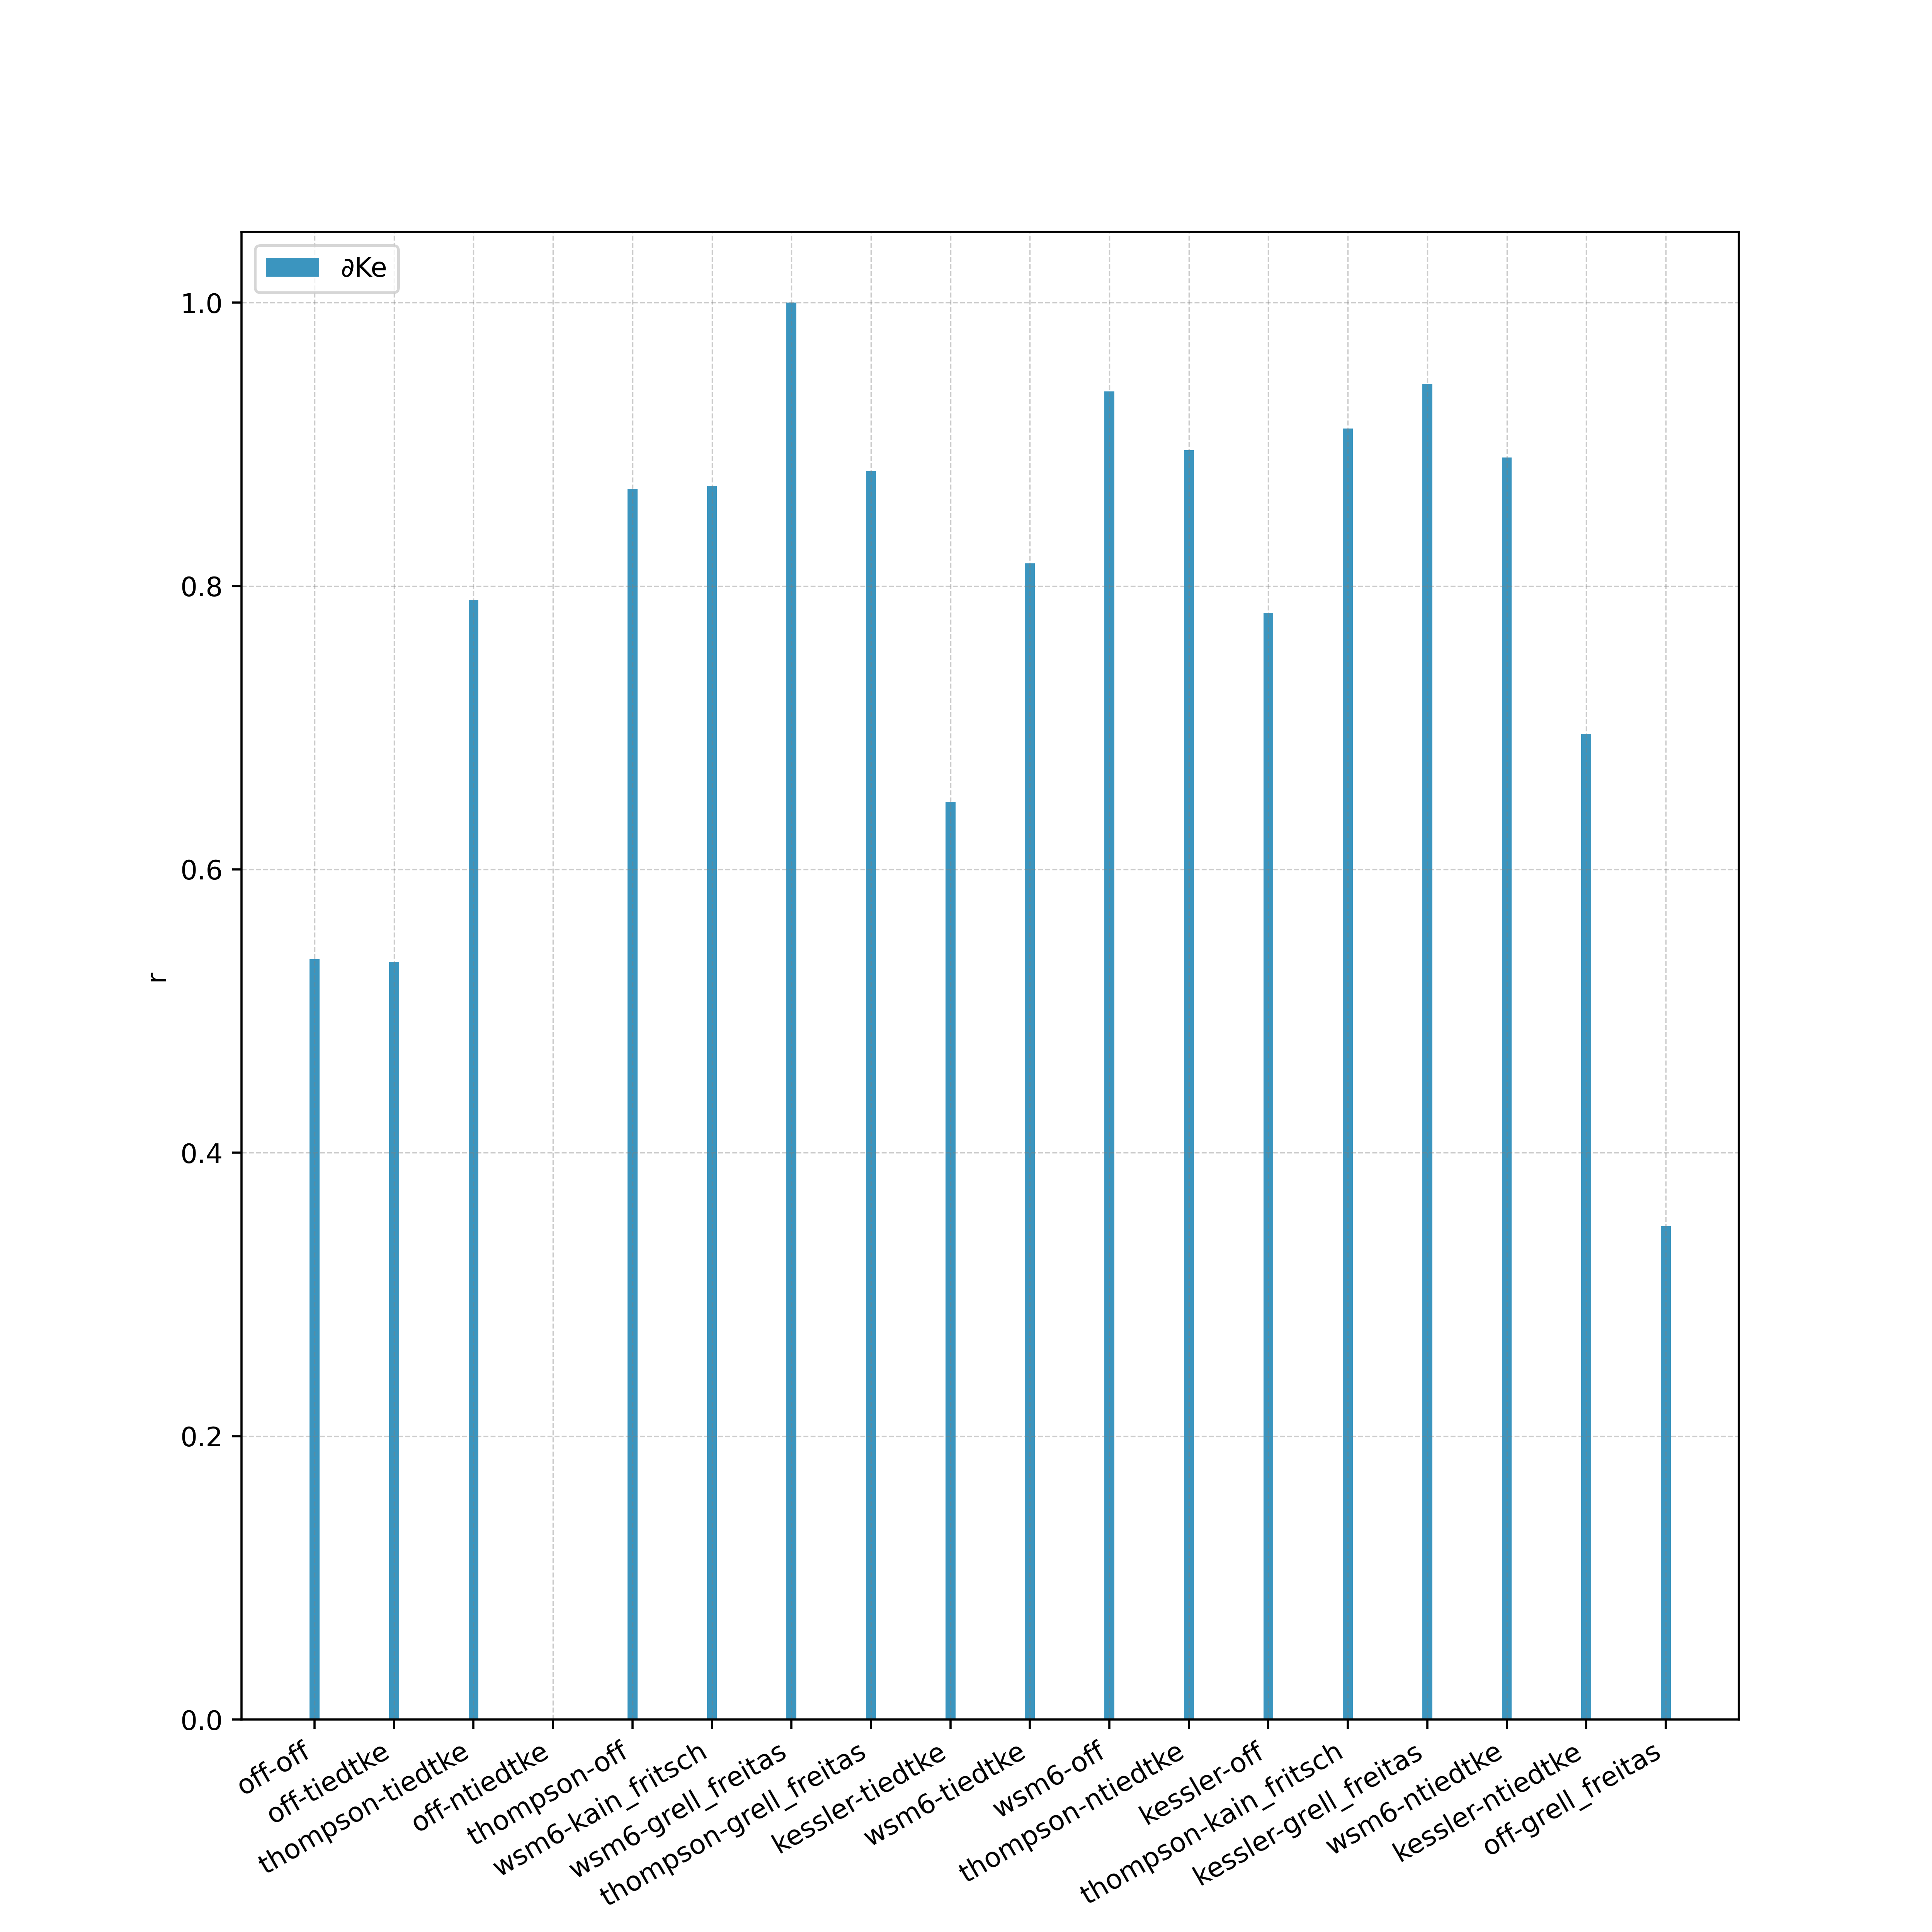 ∂Ke
1.0
0.8
0.6
0.4
0.2
0.0
r
off-off
off-tiedtke
thompson-tiedtke
off-ntiedtke
thompson-off
wsm6-kain_fritsch
wsm6-grell_freitas
thompson-grell_freitas
kessler-tiedtke
wsm6-tiedtke
wsm6-off
thompson-ntiedtke
kessler-off
thompson-kain_fritsch
kessler-grell_freitas
wsm6-ntiedtke
kessler-ntiedtke
off-grell_freitas